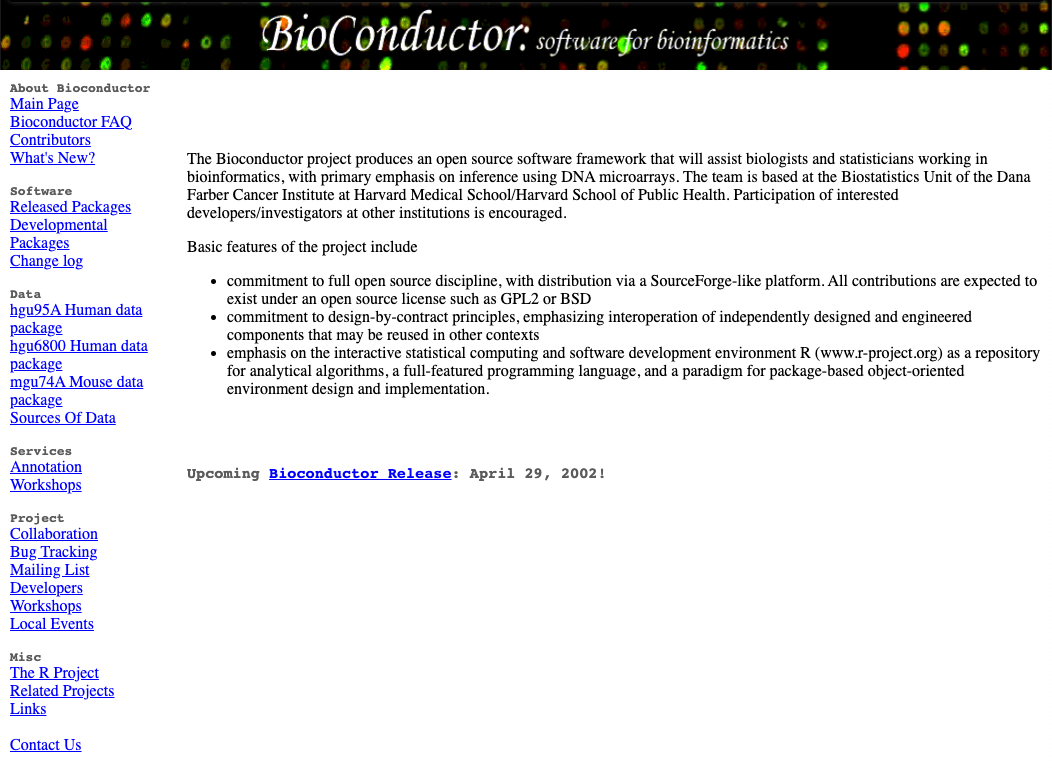 BioConductor: software for bioinformatics
About Bioconductor
Main Page
Bioconductor FAQ
Contributors
What's New?
Software
Released Packages
Developmental
Packages
Change log
Data
hgu95A Human data
package
hgu6800 Human data
package
mgu74A Mouse data
package
Sources Of Data
Services
Annotation
Workshops
Project
Collaboration
Bug Tracking
Mailing List
Developers
Workshops
Local Events
Misc
The R Project
Related Projects
Links
Contact Us
The Bioconductor project produces an open source software framework that will assist biologists and statisticians working in
bioinformatics, with primary emphasis on inference using DNA microarrays. The team is based at the Biostatistics Unit of the Dana
Farber Cancer Institute at Harvard Medical School/Harvard School of Public Health. Participation of interested
developers/investigators at other institutions is encouraged.
Basic features of the project include
• commitment to full open source discipline, with distribution via a SourceForge-like platform. All contributions are expected to
exist under an open source license such as GPL2 or BSD
• commitment to design-by-contract principles, emphasizing interoperation of independently designed and engineered
components that may be reused in other contexts
• emphasis on the interactive statistical computing and software development environment R (www.r-project.org) as a repository
for analytical algorithms, a full-featured programming language, and a paradigm for package-based object-oriented
environment design and implementation.
Upcoming Bioconductor Release: April 29, 2002!